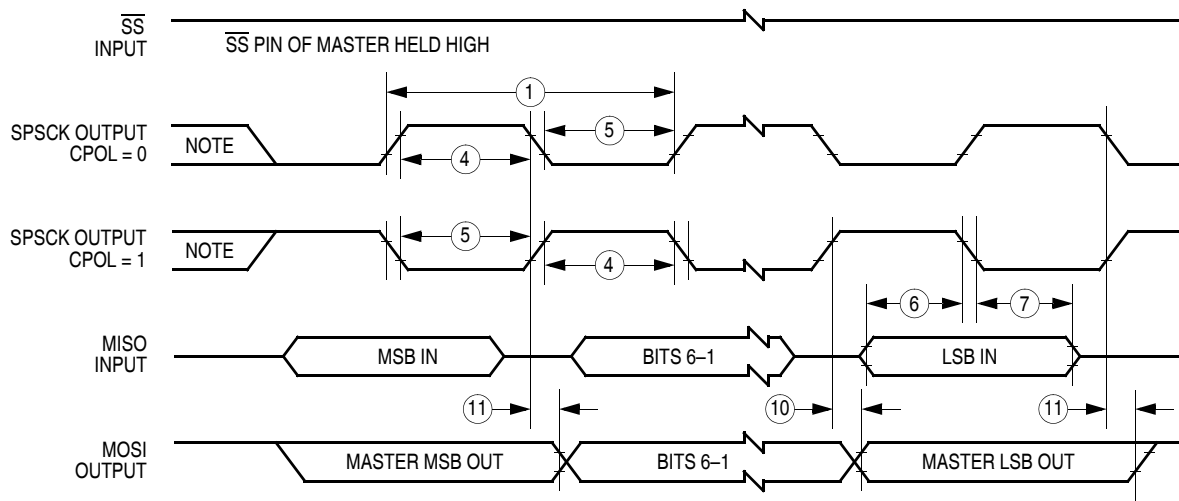 SS
INPUT
SS PIN OF MASTER HELD HIGH
1
SPSCK OUTPUT
CPOL = 0
NOTE
5
4
SPSCK OUTPUT
CPOL = 1
NOTE
5
4
6
7
MISO
INPUT
MSB IN
BITS 6–1
LSB IN
11
10
11
MOSI
OUTPUT
MASTER MSB OUT
BITS 6–1
MASTER LSB OUT